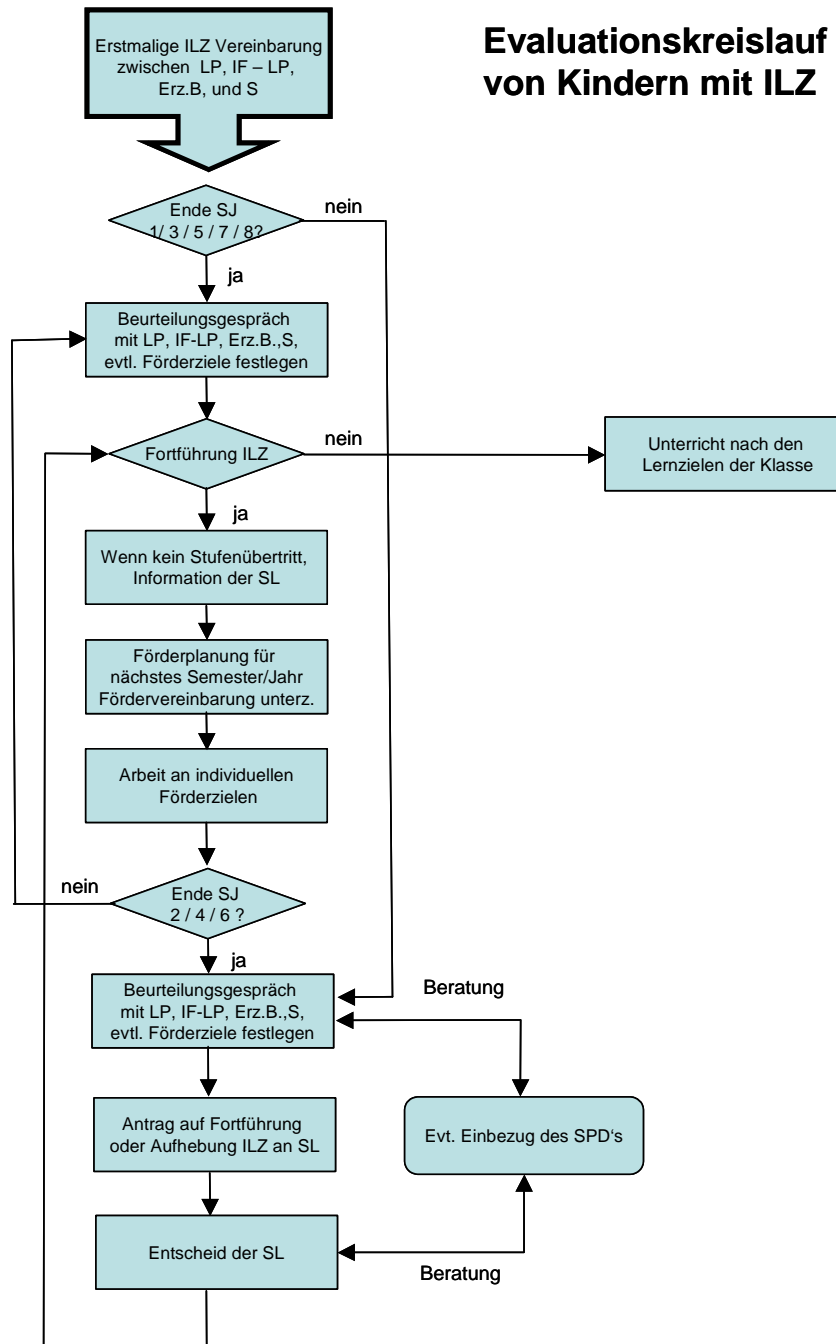 Evaluationskreislauf
von Kindern mit ILZ
Erstmalige ILZ Vereinbarung
zwischen LP, IF – LP,
Erz.B, und S
Ende SJ
1/ 3 / 5 / 7 / 8?
nein
ja
Beurteilungsgespräch
mit LP, IF-LP, Erz.B.,S,
evtl. Förderziele festlegen
Fortführung ILZ
nein
Unterricht nach den
Lernzielen der Klasse
ja
Wenn kein Stufenübertritt,
Information der SL
Förderplanung für
nächstes Semester/Jahr
Fördervereinbarung unterz.
Arbeit an individuellen
Förderzielen
nein
Ende SJ
2 / 4 / 6 ?
ja
Beurteilungsgespräch
mit LP, IF-LP, Erz.B.,S,
evtl. Förderziele festlegen
Beratung
Antrag auf Fortführung
oder Aufhebung ILZ an SL
Evt. Einbezug des SPD‘s
Entscheid der SL
Beratung